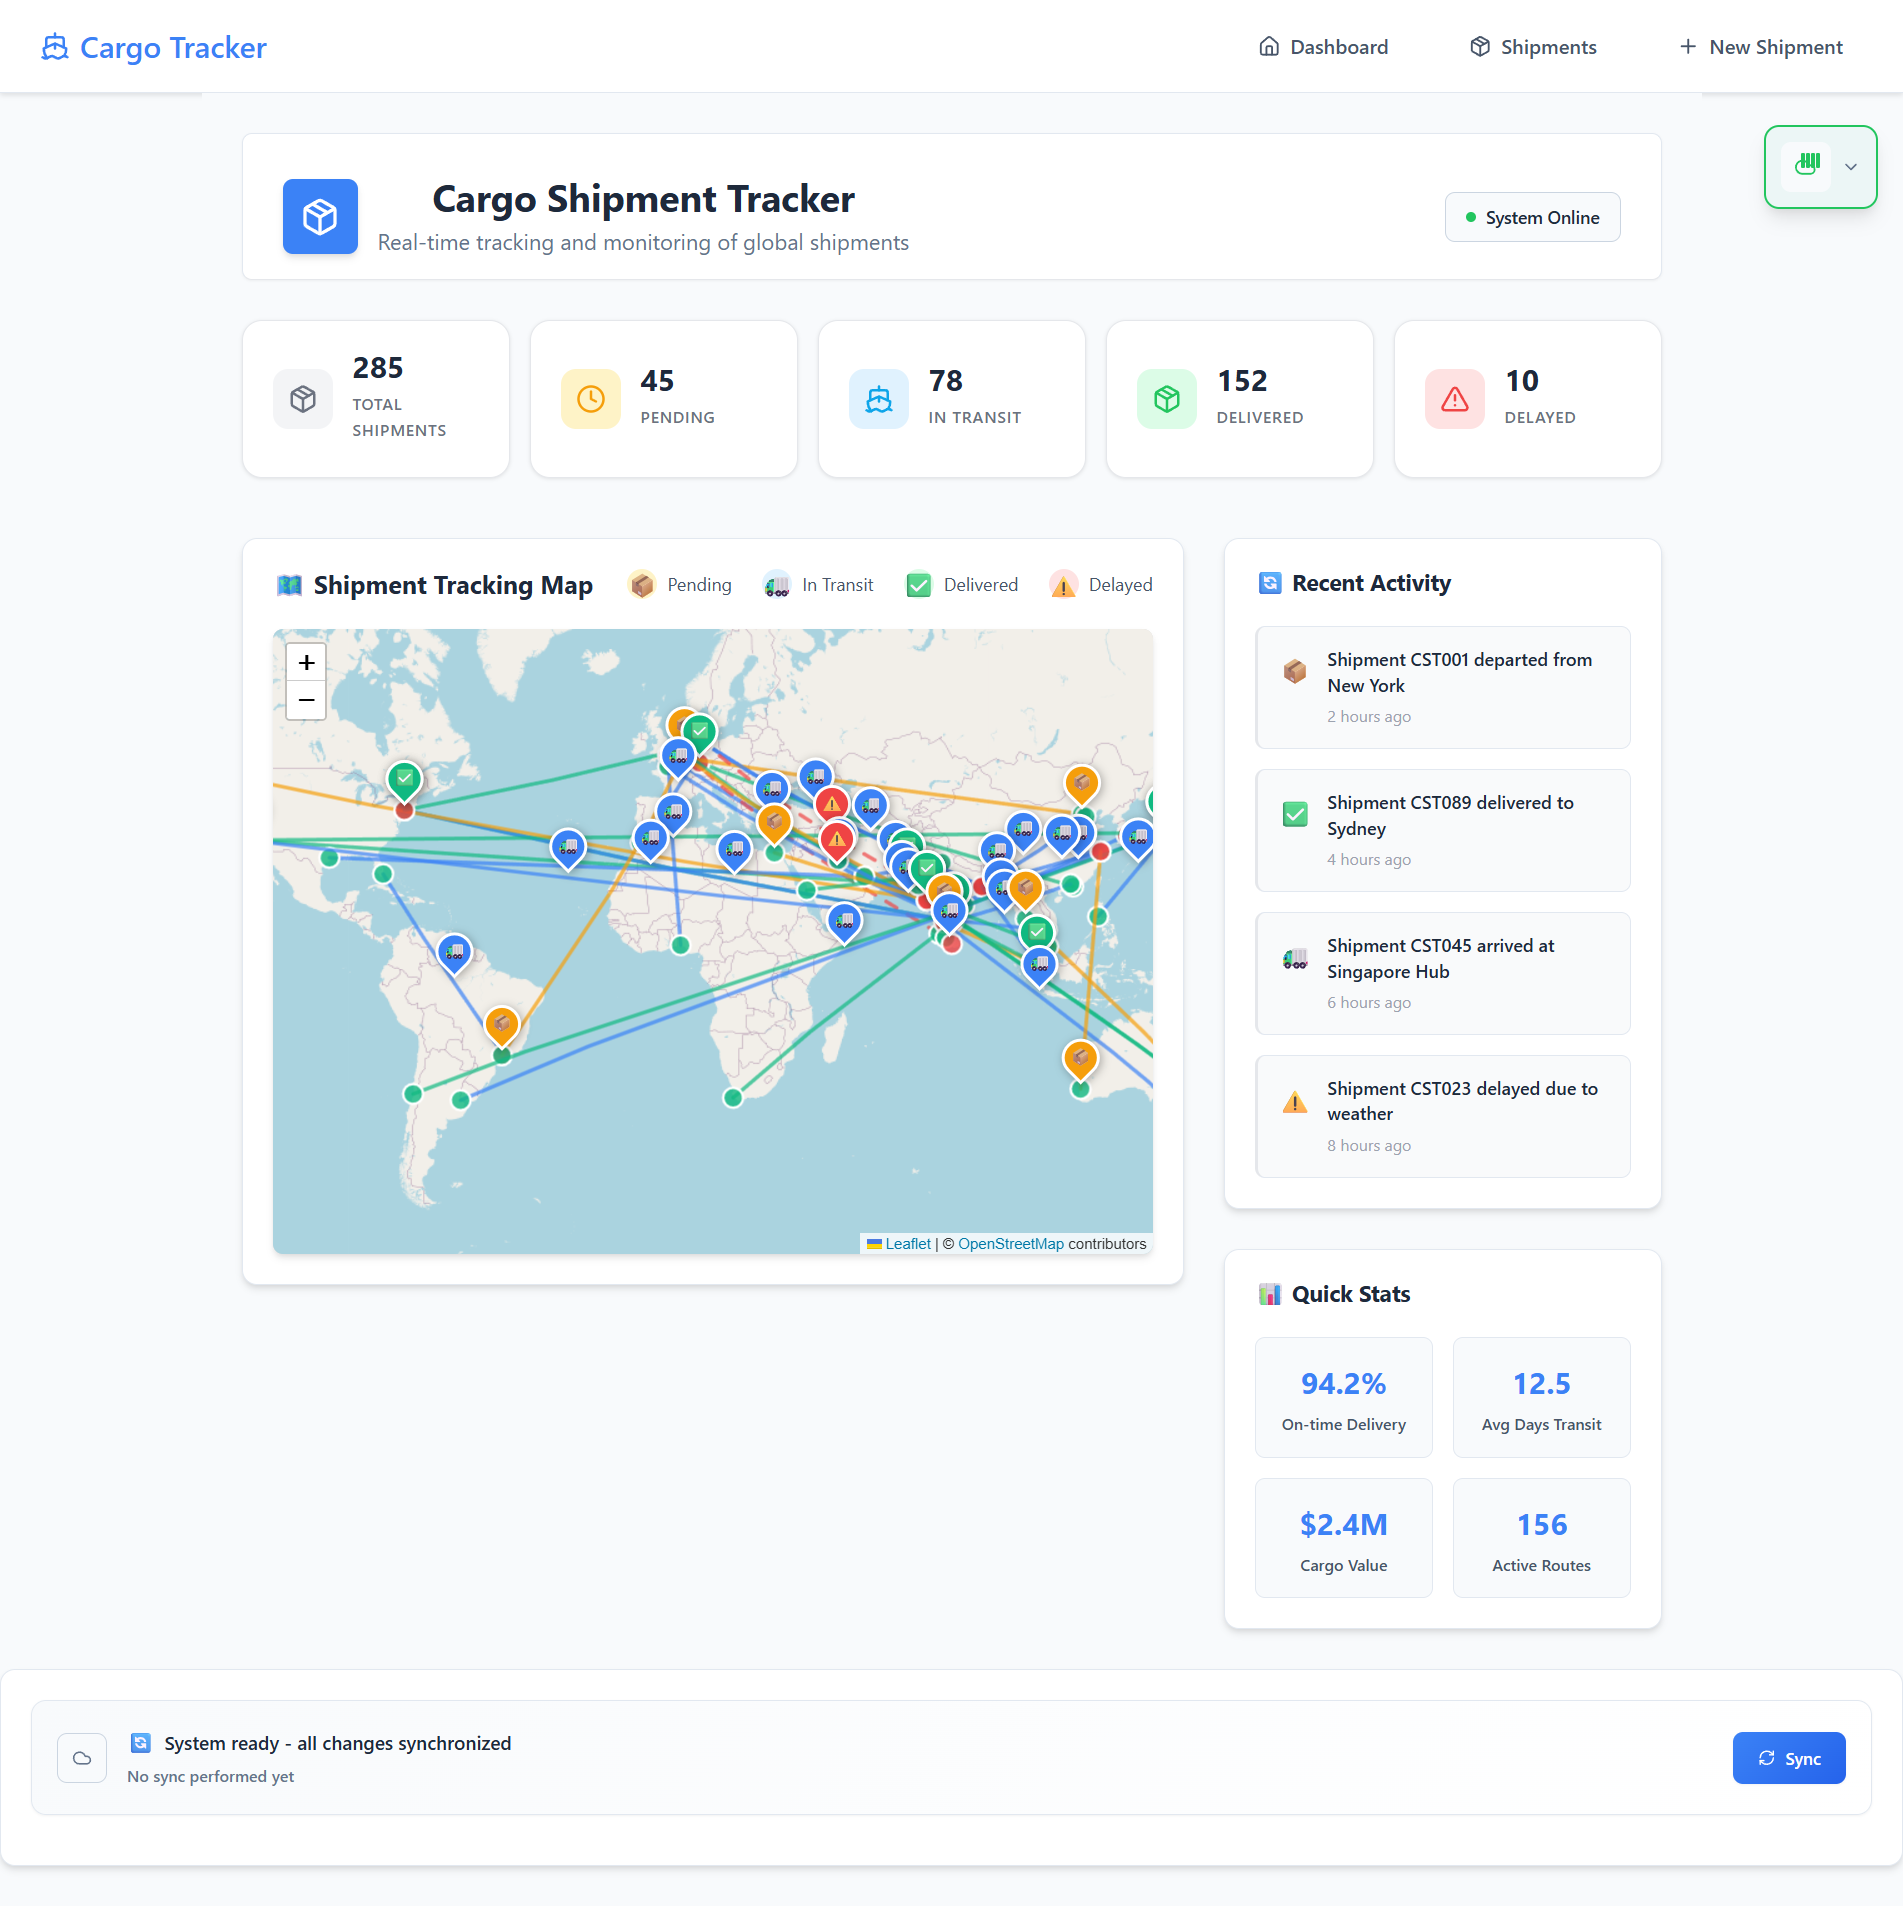 Cargo Tracker
Dashboard
Shipments
New Shipment
Cargo Shipment Tracker
Real-time tracking and monitoring of global shipments
System Online
285
TOTAL
SHIPMENTS
45
PENDING
78
IN TRANSIT
152
DELIVERED
10
DELAYED
Shipment Tracking Map
Pending
In Transit
Delivered
Delayed
+
−
Leaflet | © OpenStreetMap contributors
Recent Activity
Shipment CST001 departed from
New York
2 hours ago
Shipment CST089 delivered to
Sydney
4 hours ago
Shipment CST045 arrived at
Singapore Hub
6 hours ago
Shipment CST023 delayed due to
weather
8 hours ago
Quick Stats
94.2%
On-time Delivery
12.5
Avg Days Transit
$2.4M
Cargo Value
156
Active Routes
System ready - all changes synchronized
No sync performed yet
Sync